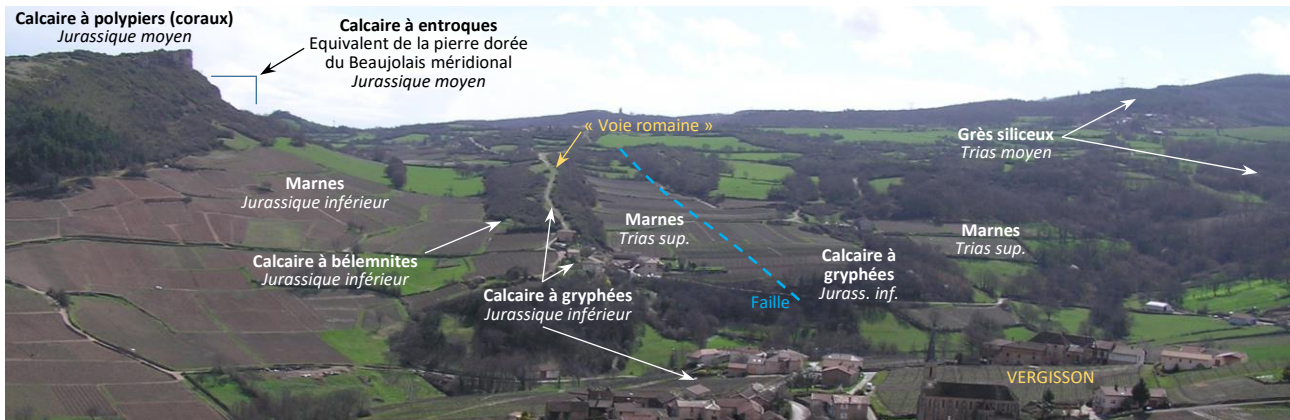 Calcaire à polypiers (coraux)
Jurassique moyen
Calcaire à entroques
Equivalent de la pierre dorée
du Beaujolais méridional
Jurassique moyen
« Voie romaine »
Grès siliceux
Trias moyen
Marnes
Jurassique inférieur
Marnes
Trias sup.
Marnes
Trias sup.
Calcaire à bélemnites
Jurassique inférieur
Calcaire à
gryphées
Jurass. inf.
Calcaire à gryphées
Jurassique inférieur
Faille
VERGISSON